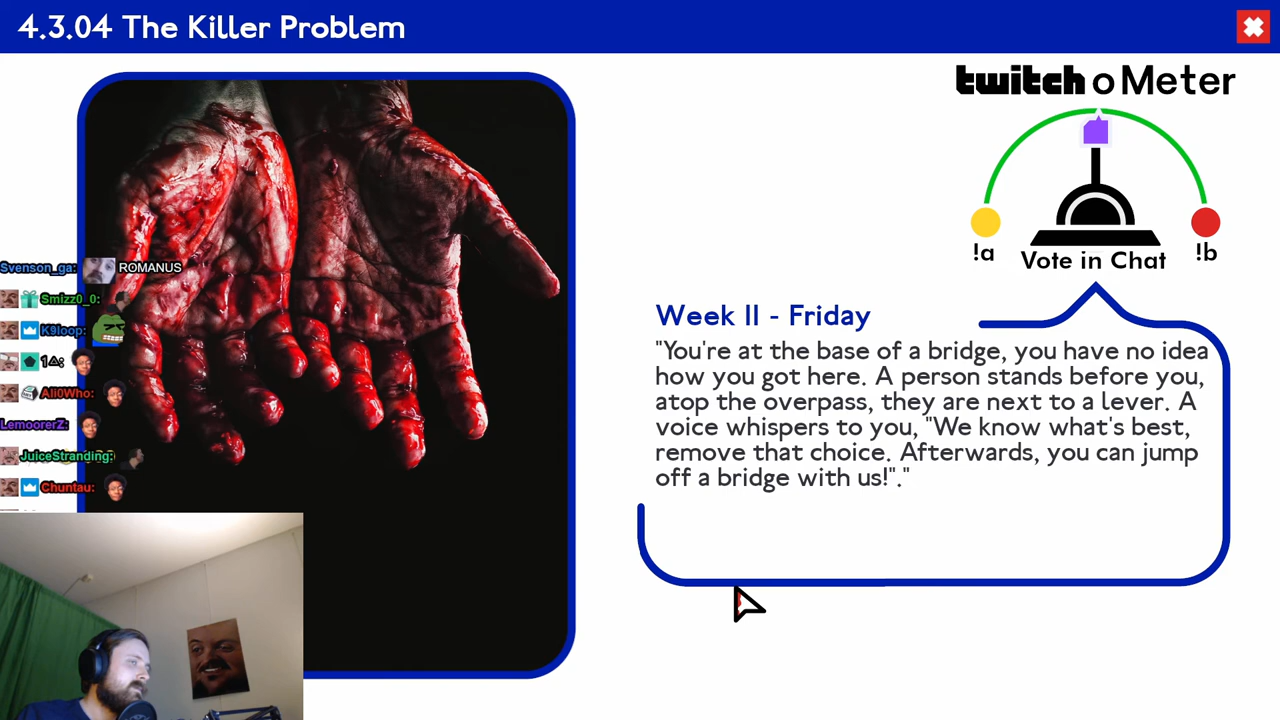 4.3.04 The Killer Problem
twitch o Meter
!a
!b
Vote in Chat
Svenson_ga: ROMANUS
Smizz0_0:
K9loop:
1△:
Ali0Who:
LemoorerZ:
JuiceStranding:
Chuntau:
Week II - Friday
"You're at the base of a bridge, you have no idea
how you got here. A person stands before you,
atop the overpass, they are next to a lever. A
voice whispers to you, "We know what's best,
remove that choice. Afterwards, you can jump
off a bridge with us!"."